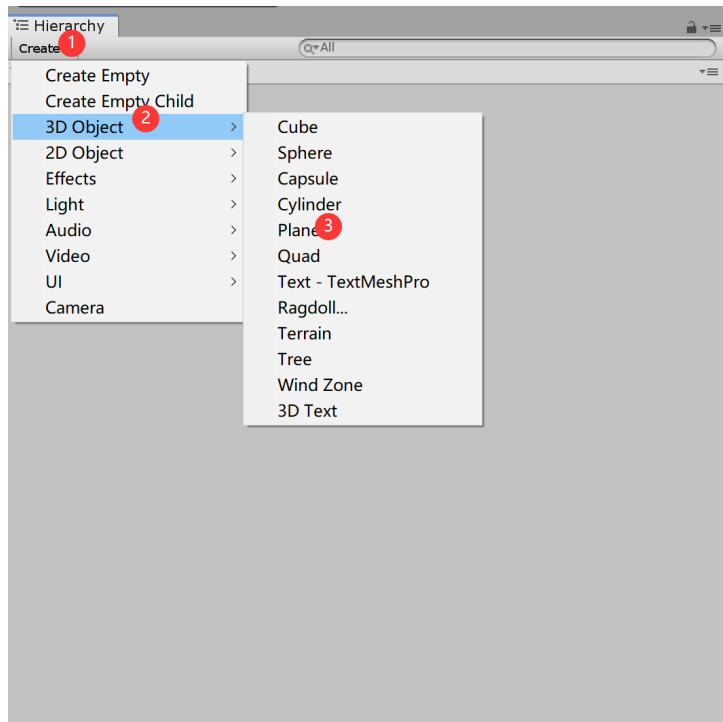 Hierarchy
Create 1
All
Create Empty
Create Empty Child
3D Object 2
2D Object
Effects
Light
Audio
Video
UI
Camera
Cube
Sphere
Capsule
Cylinder
Plane 3
Quad
Text - TextMeshPro
Ragdoll...
Terrain
Tree
Wind Zone
3D Text